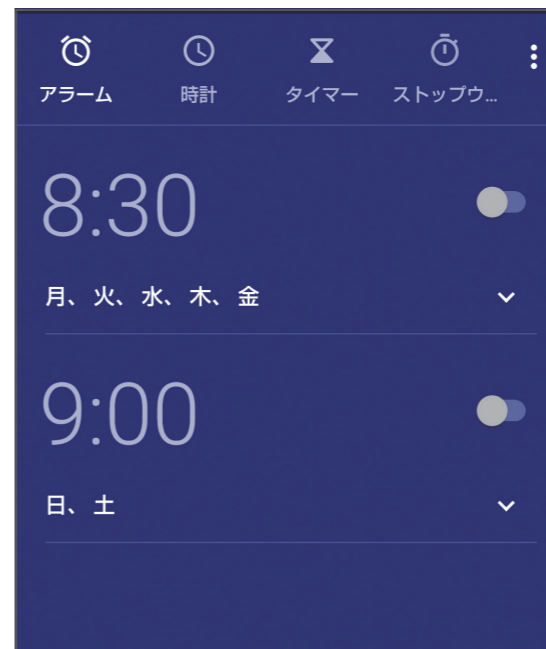 アラーム 時計 タイマー ストップウ...
8:30
月、火、水、木、金
9:00
日、土